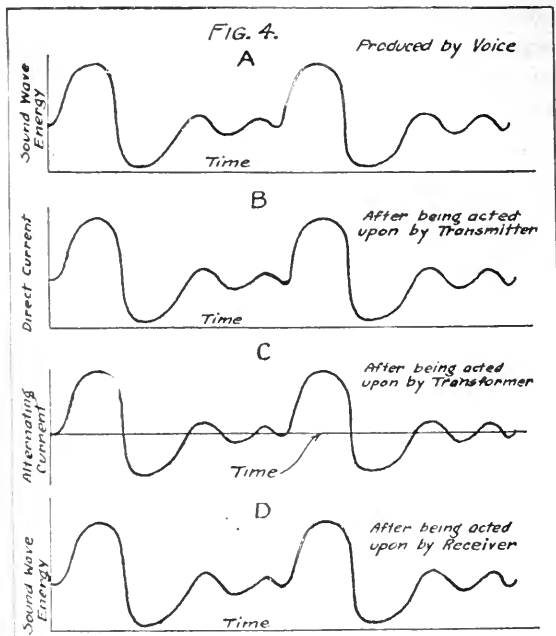 FIG. 4.
A
Produced by Voice
Sound Wave
Energy
Time
B
After being acted
upon by Transmitter
Direct Current
Time
C
After being acted
upon by Transformer
Alternating
Current
Time
D
After being acted
upon by Receiver
Sound Wave
Energy
Time